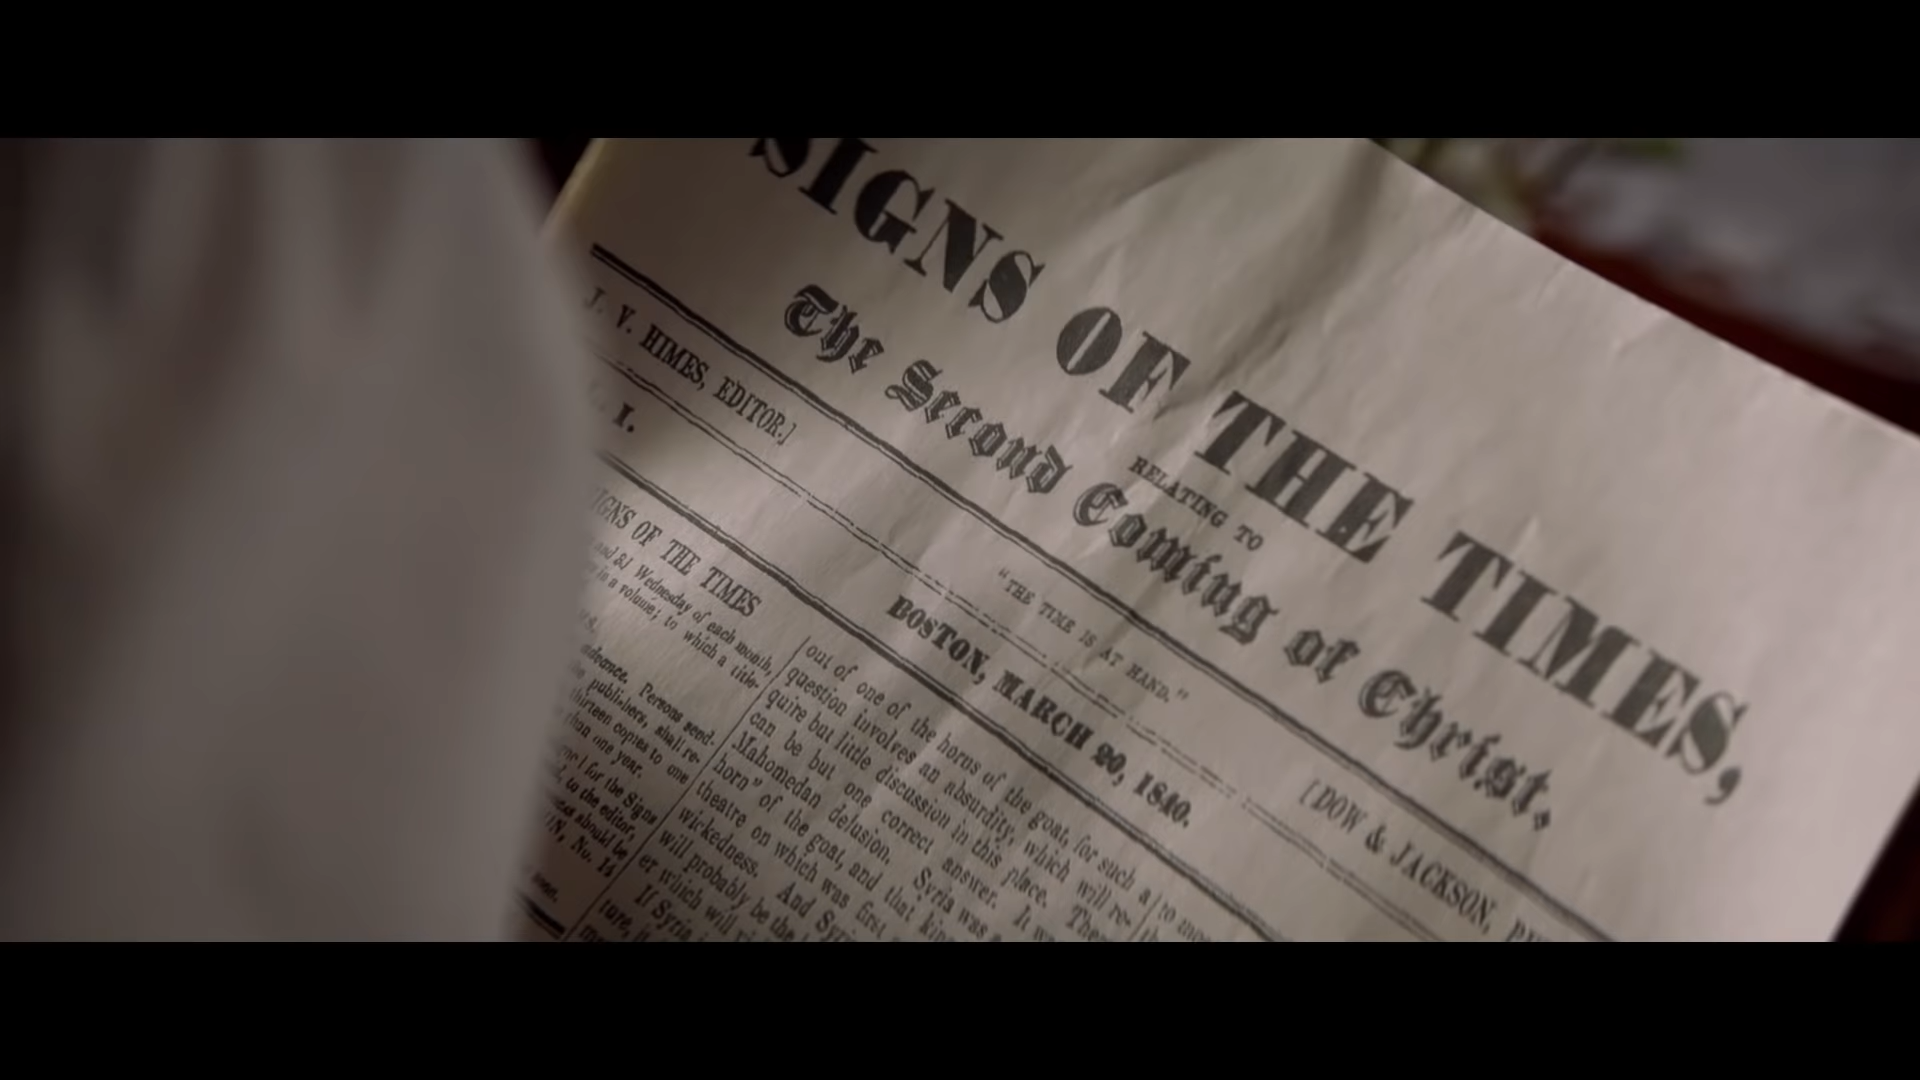 SIGNS OF THE TIMES,
RELATING TO
The Second Coming of Christ.
"THE TIME IS AT HAND."
J. V. HIMES, EDITOR.]
[DOW & JACKSON,
I.
BOSTON, MARCH 20, 1840.
SIGNS OF THE TIMES
Wednesday of each month,
in a volume; to which a title-
Persons send-
publishers, shall re-
thirteen copies to one
than one year.
for the Signs
to the editor,
should be
No. 14
out of one of the horns of the goat, for such a
question involves an absurdity, which will re-
quire but little discussion in this place. There
can be but one correct answer. It
Mahomedan delusion. Syria was
horn" of the goat, and that
theatre on which was first
wickedness. And
will probably be the
er which will
If Syria
ture,
to